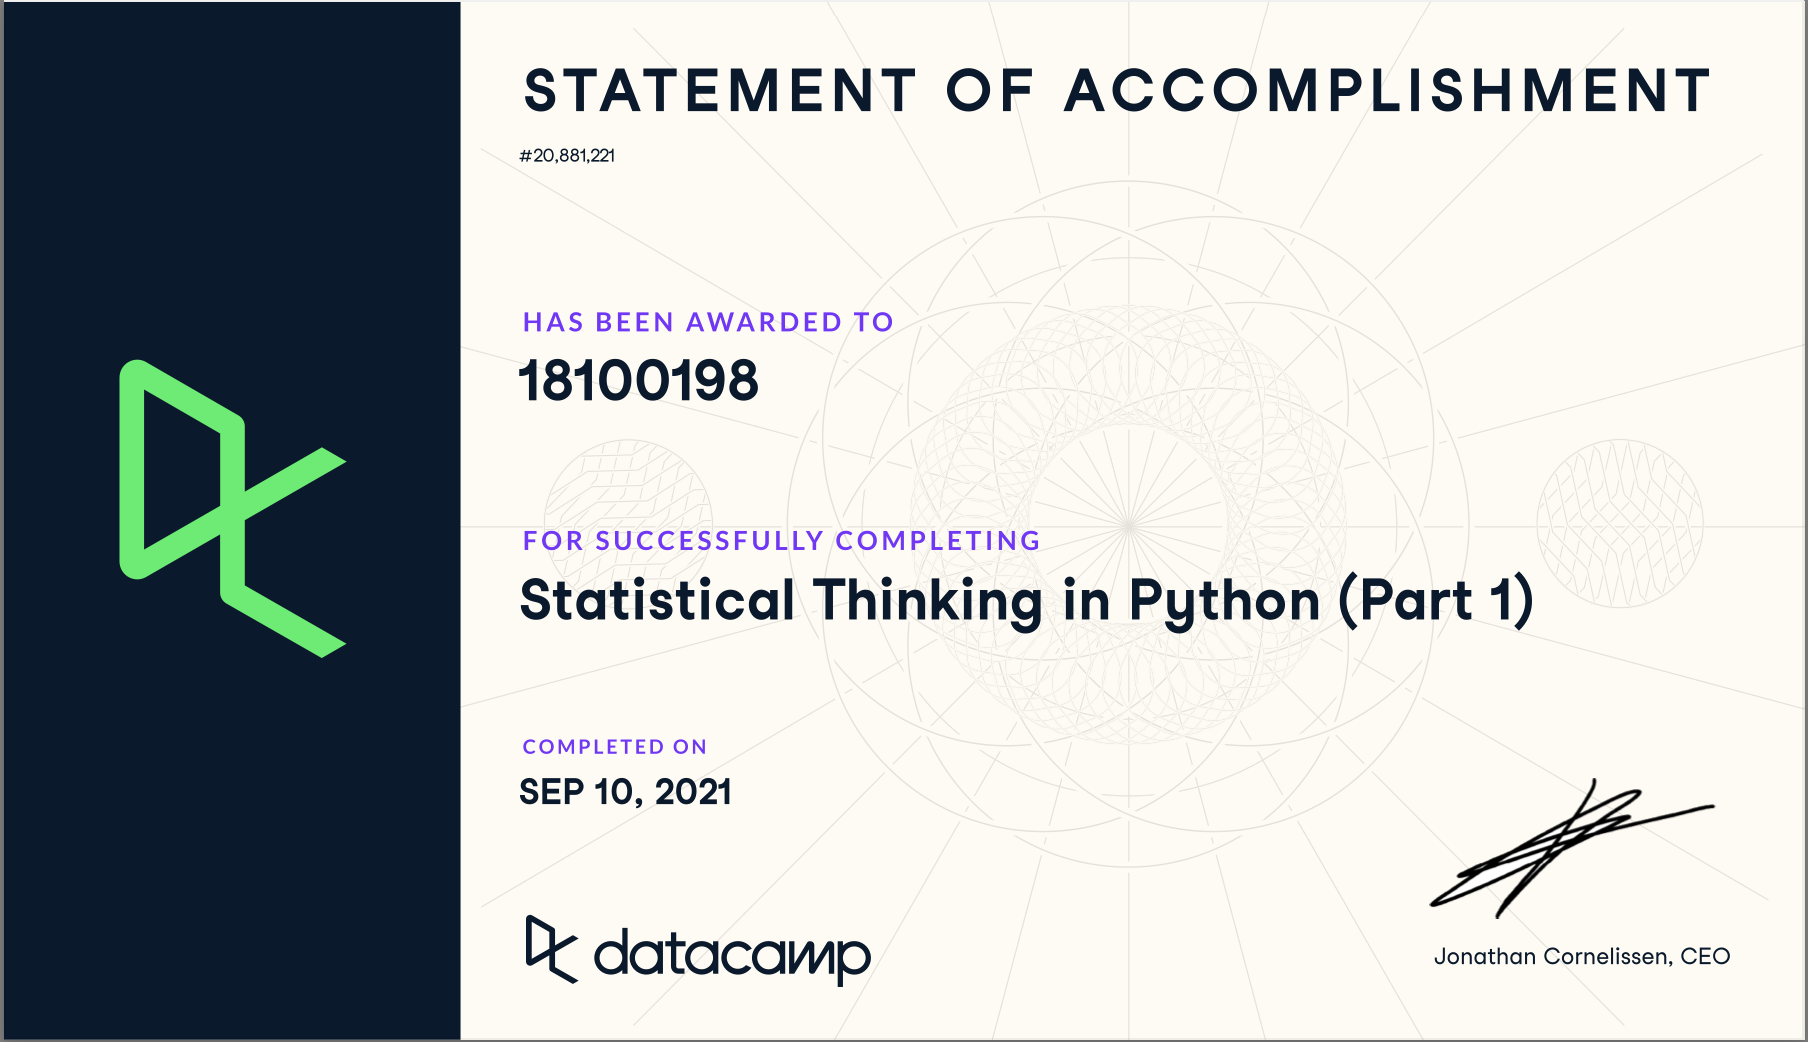 STATEMENT OF ACCOMPLISHMENT
#20,881,221
HAS BEEN AWARDED TO
18100198
FOR SUCCESSFULLY COMPLETING
Statistical Thinking in Python (Part 1)
COMPLETED ON
SEP 10, 2021
datacamp
Jonathan Cornelissen, CEO